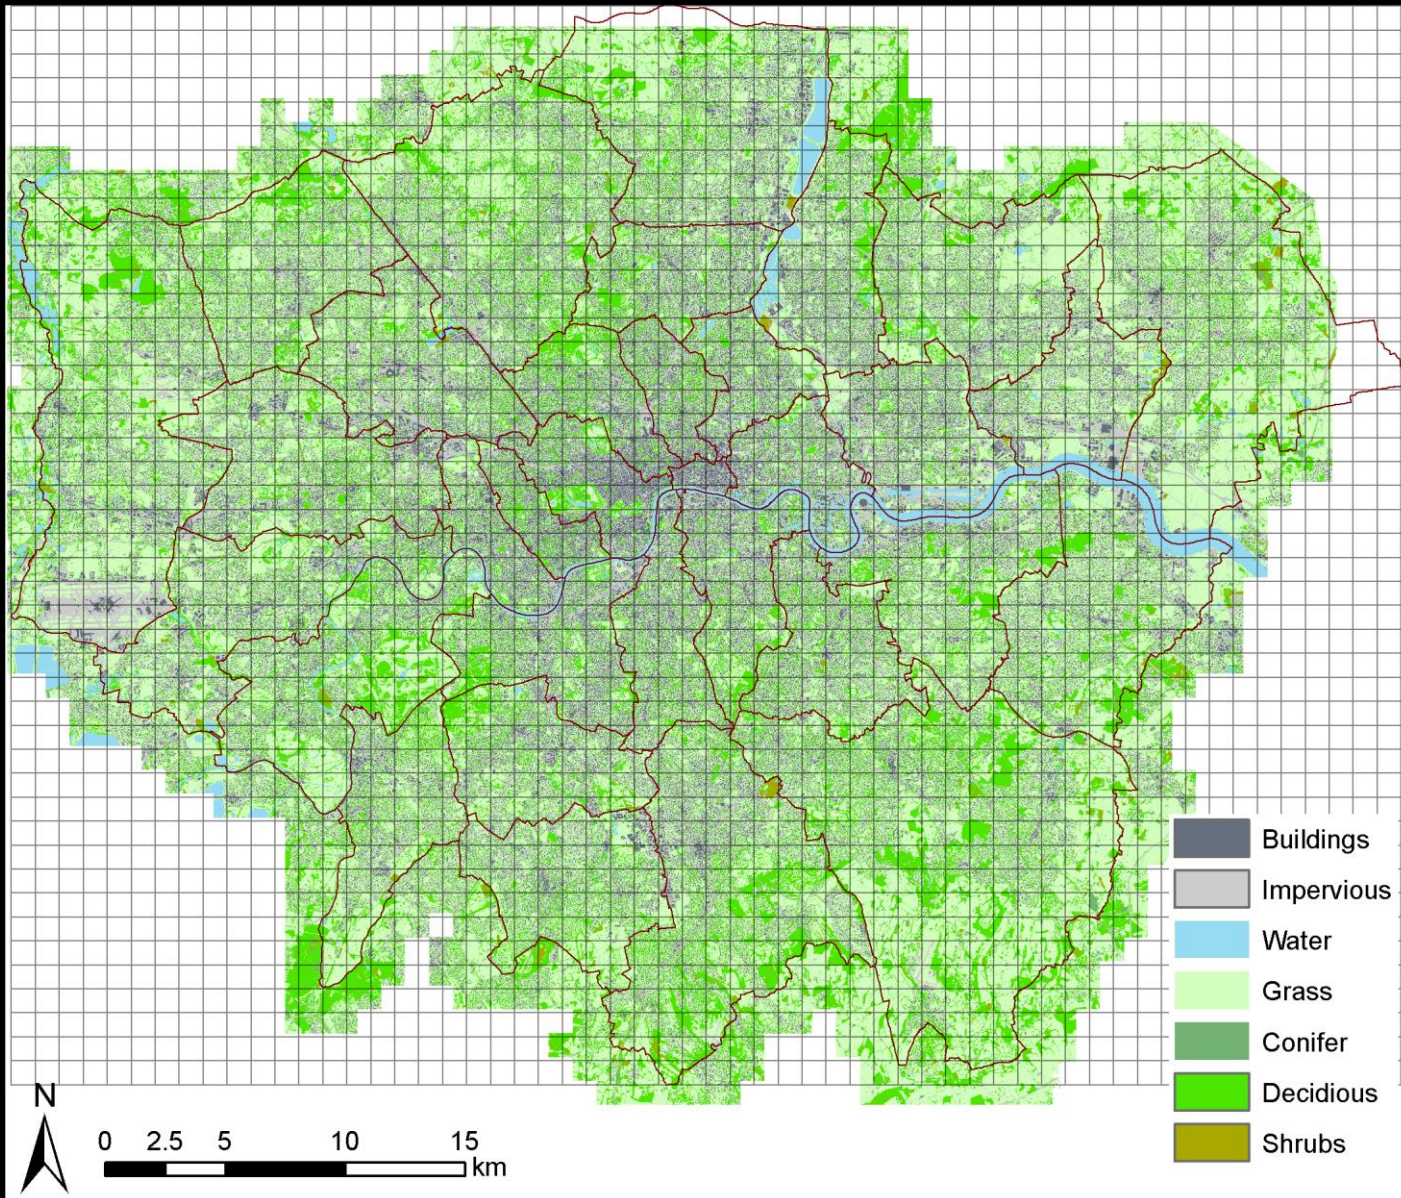 Buildings
Impervious
Water
Grass
Conifer
Decidious
Shrubs
N
0 2.5 5 10 15
km